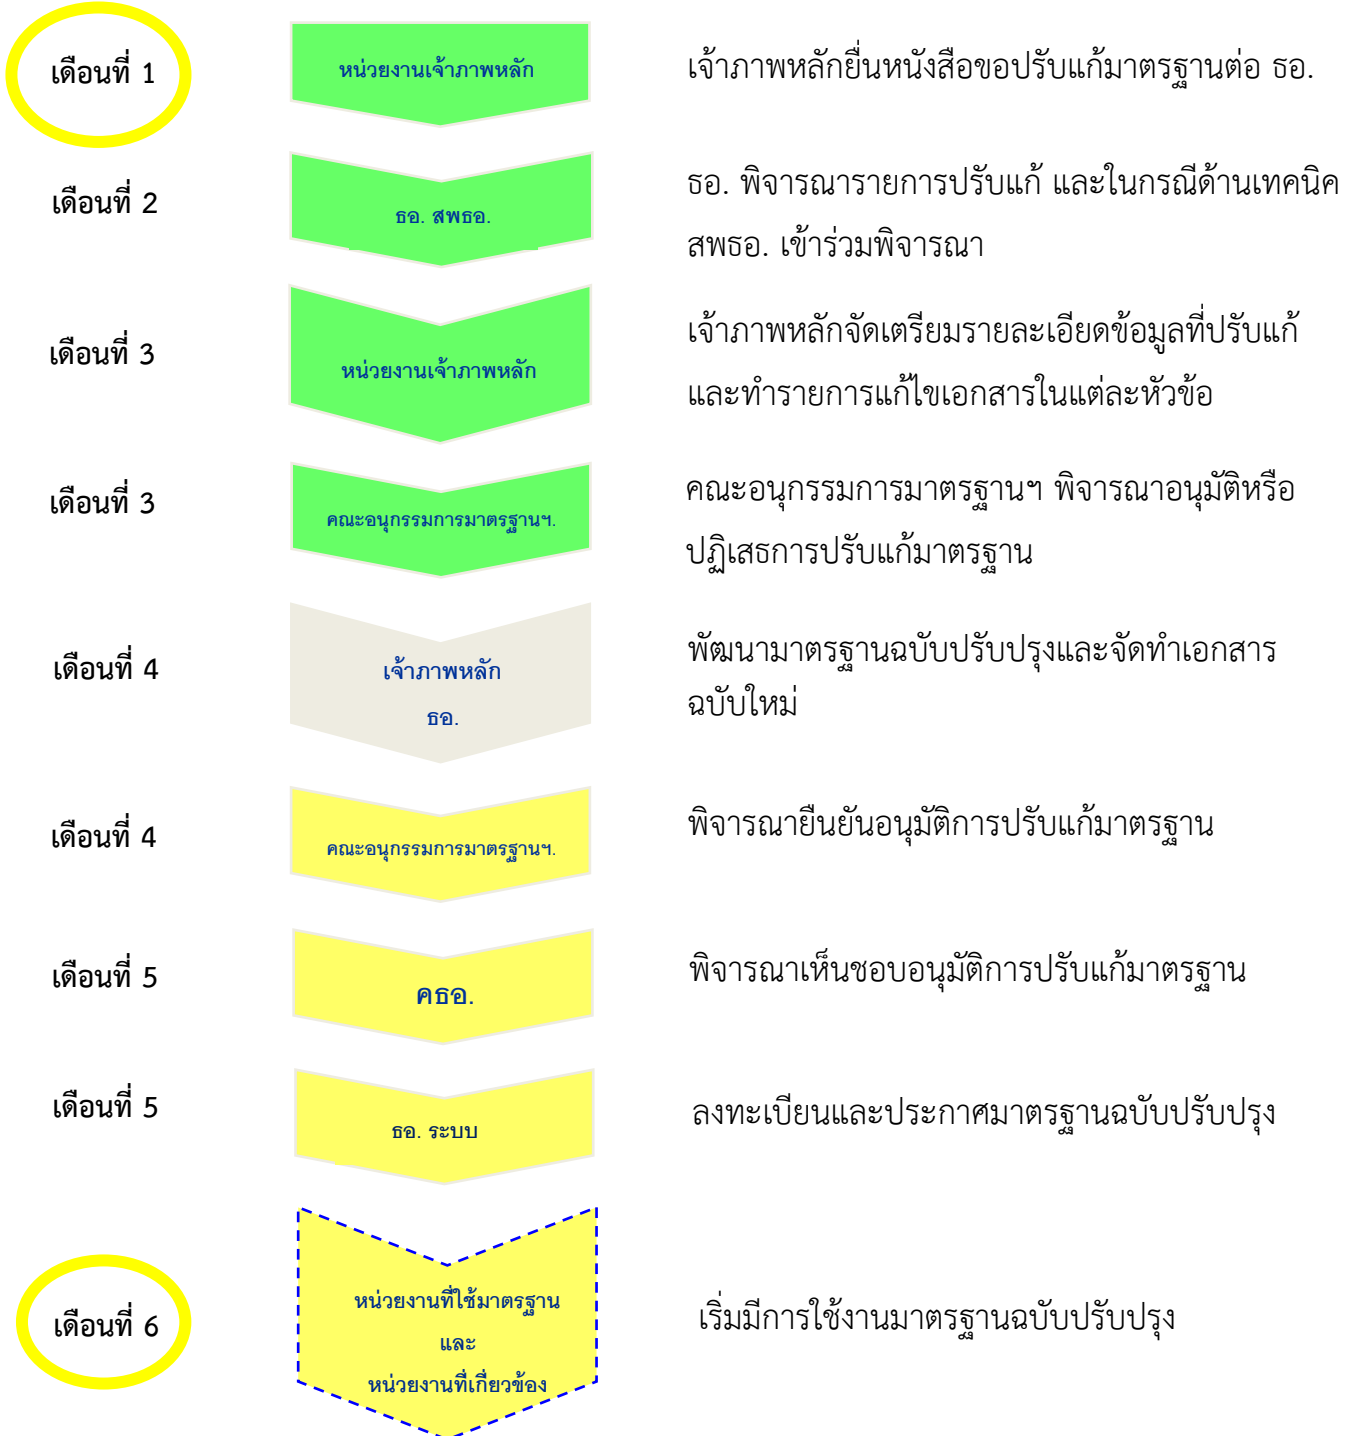 เดือนที่ 1
หน่วยงานเจ้าภาพหลัก
เจ้าภาพหลักยื่นหนังสือขอปรับแก้มาตรฐานต่อ ธอ.
เดือนที่ 2
ธอ. สพธอ.
ธอ. พิจารณารายการปรับแก้ และในกรณีด้านเทคนิค
สพธอ. เข้าร่วมพิจารณา
เดือนที่ 3
หน่วยงานเจ้าภาพหลัก
เจ้าภาพหลักจัดเตรียมรายละเอียดข้อมูลที่ปรับแก้
และทำรายการแก้ไขเอกสารในแต่ละหัวข้อ
เดือนที่ 3
คณะอนุกรรมการมาตรฐานฯ.
คณะอนุกรรมการมาตรฐานฯ พิจารณาอนุมัติหรือ
ปฏิเสธการปรับแก้มาตรฐาน
เดือนที่ 4
เจ้าภาพหลัก
ธอ.
พัฒนามาตรฐานฉบับปรับปรุงและจัดทำเอกสาร
ฉบับใหม่
เดือนที่ 4
คณะอนุกรรมการมาตรฐานฯ.
พิจารณายืนยันอนุมัติการปรับแก้มาตรฐาน
เดือนที่ 5
คธอ.
พิจารณาเห็นชอบอนุมัติการปรับแก้มาตรฐาน
เดือนที่ 5
ธอ. ระบบ
ลงทะเบียนและประกาศมาตรฐานฉบับปรับปรุง
เดือนที่ 6
หน่วยงานที่ใช้มาตรฐาน
และ
หน่วยงานที่เกี่ยวข้อง
เริ่มมีการใช้งานมาตรฐานฉบับปรับปรุง